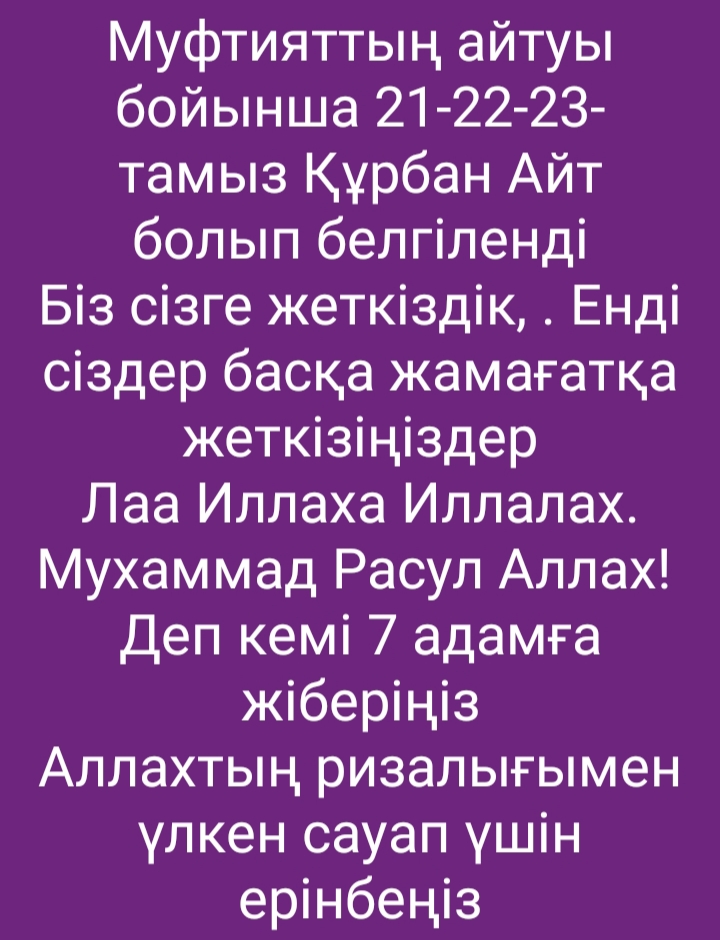 Муфтияттың айтуы
бойынша 21-22-23-
тамыз Құрбан Айт
болып белгіленді
Біз сізге жеткіздік, . Енді
сіздер басқа жамағатқа
жеткізіңіздер
Лаа Иллаха Иллалах.
Мухаммад Расул Аллах!
Деп кемі 7 адамға
жіберіңіз
Аллахтың ризалығымен
үлкен сауап үшін
ерінбеңіз